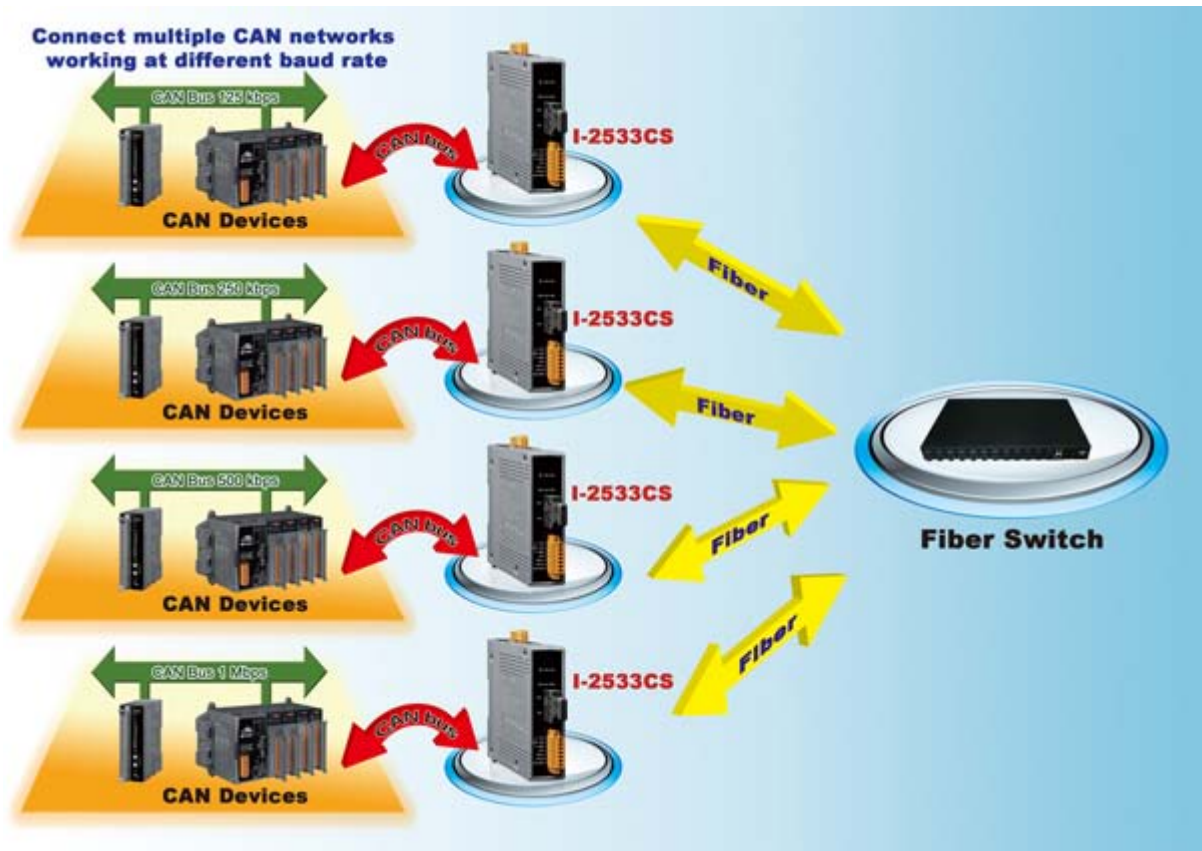 Connect multiple CAN networks
working at different baud rate
CAN Bus 125 kbps
CAN Devices
CAN bus
I-2533CS
Fiber
CAN Bus 250 kbps
CAN Devices
CAN bus
I-2533CS
Fiber
Fiber Switch
CAN Bus 500 kbps
CAN Devices
CAN bus
I-2533CS
Fiber
CAN Bus 1 Mbps
CAN Devices
CAN bus
I-2533CS
Fiber